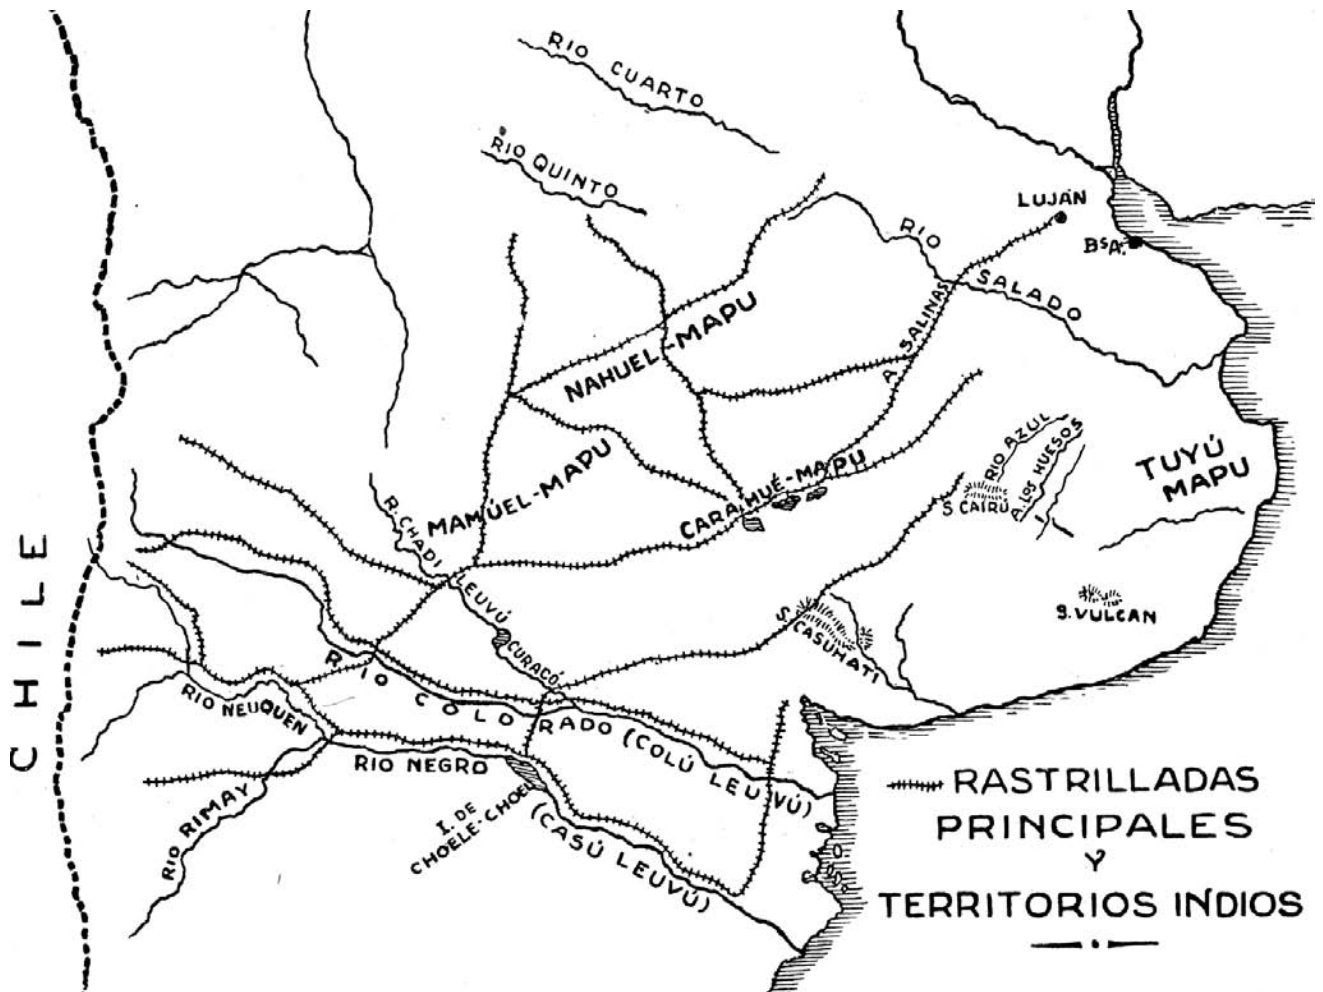 RIO CUARTO
RIO QUINTO
LUJÁN
BS A.
RIO SALADO
A. SALINAS
NAHUEL-MAPU
MAMÚEL-MAPU
CARAHUÉ-MAPU
RIO AZUL
A. LOS HUESOS
S. CAIRÚ
TUYÚ
MAPU
R. CHADI LEUVÚ
CURACÓ
S. CASUHATI
S. VULCAN
CHILE
RIO NEUQUEN
RÍO COLORADO (COLÚ LEUVÚ)
RIO NEGRO
(CASÚ LEUVÚ)
RIO RIMAY
I. DE
CHOELE-CHOEL
RASTRILLADAS
PRINCIPALES
Y
TERRITORIOS INDIOS